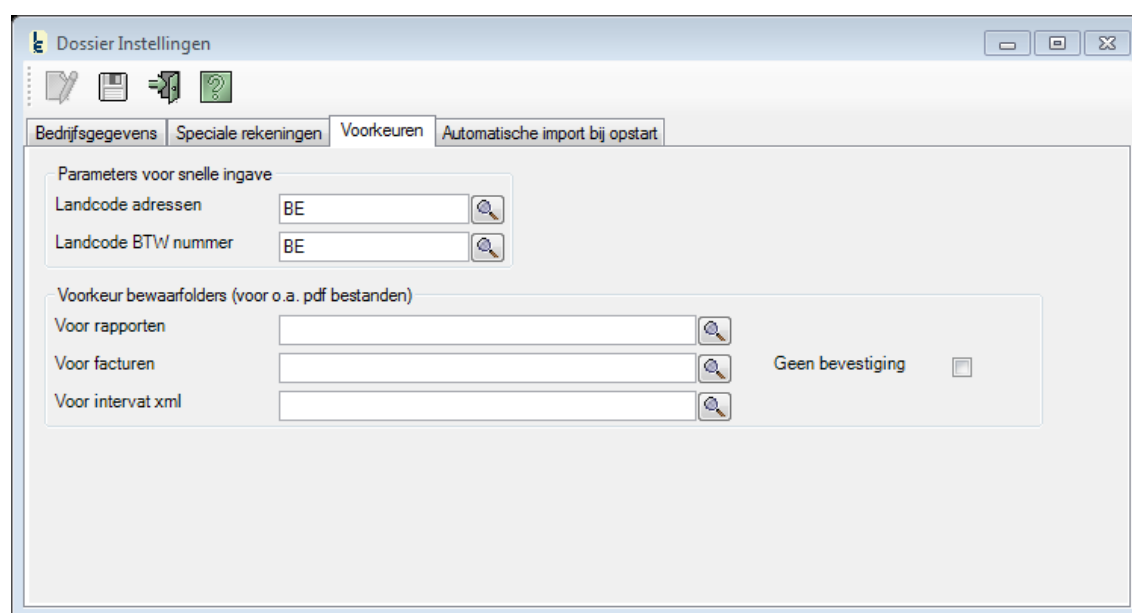 Dossier Instellingen
Bedrijfsgegevens Speciale rekeningen Voorkeuren Automatische import bij opstart
Parameters voor snelle ingave
Landcode adressen BE
Landcode BTW nummer BE
Voorkeur bewaarfolders (voor o.a. pdf bestanden)
Voor rapporten
Voor facturen Geen bevestiging
Voor intervat xml